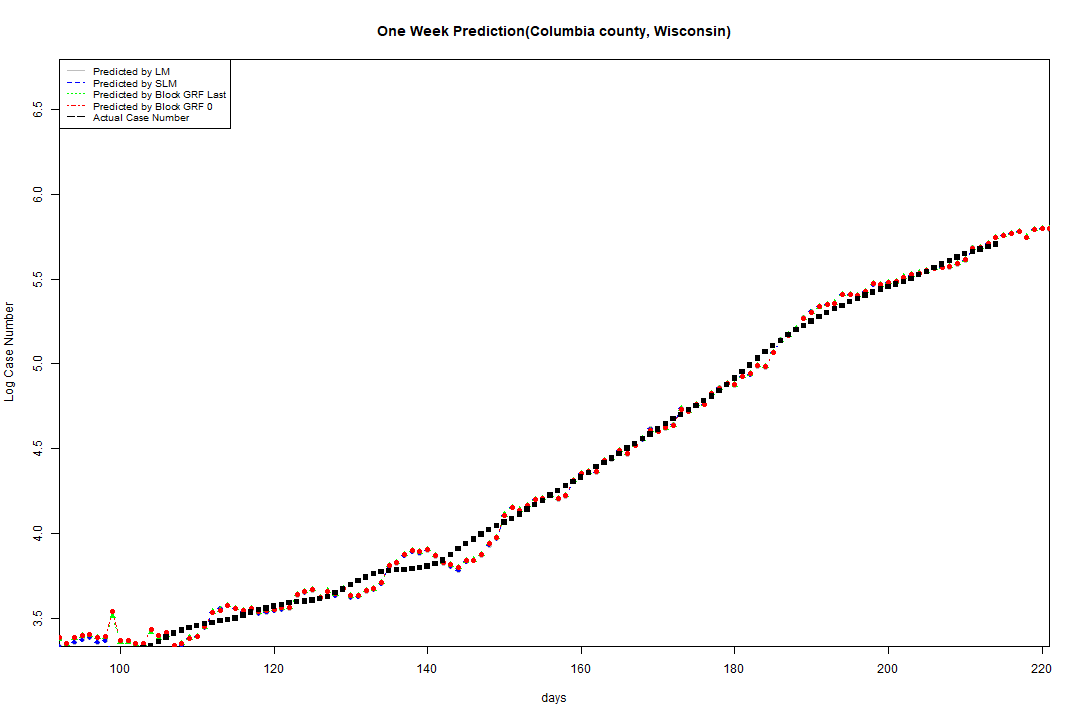 One Week Prediction(Columbia county, Wisconsin)
Predicted by LM
Predicted by SLM
Predicted by Block GRF Last
Predicted by Block GRF 0
Actual Case Number
6.5
6.0
5.5
5.0
4.5
4.0
3.5
Log Case Number
100 120 140 160 180 200 220
days